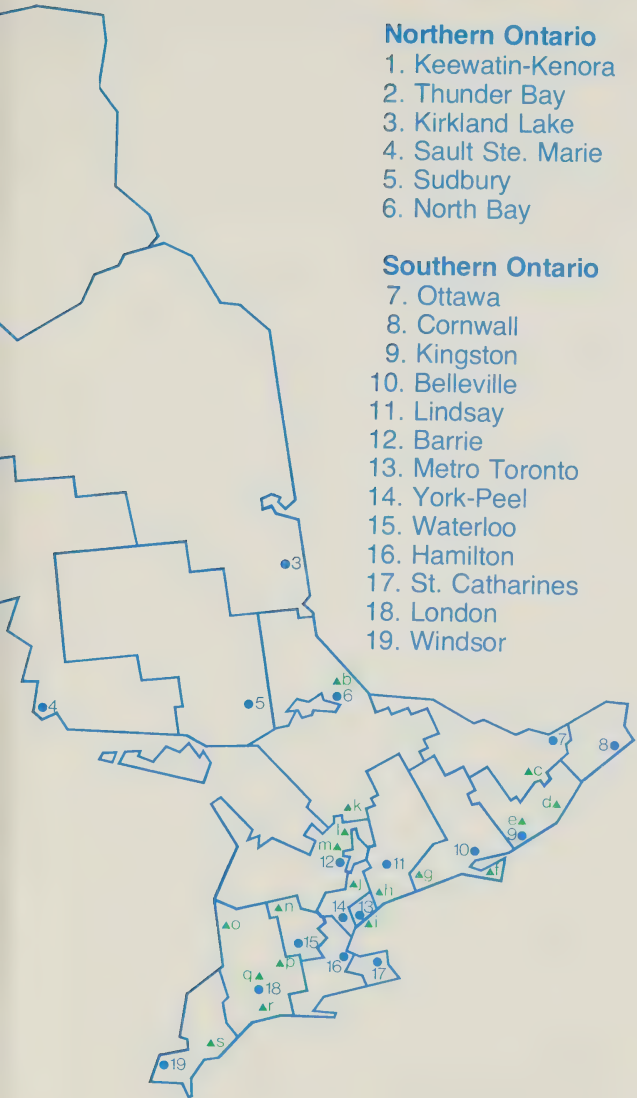 Northern Ontario
1. Keewatin-Kenora
2. Thunder Bay
3. Kirkland Lake
4. Sault Ste. Marie
5. Sudbury
6. North Bay
Southern Ontario
7. Ottawa
8. Cornwall
9. Kingston
10. Belleville
11. Lindsay
12. Barrie
13. Metro Toronto
14. York-Peel
15. Waterloo
16. Hamilton
17. St. Catharines
18. London
19. Windsor
3
b
6
4
5
7
8
c
d
e
9
k
l
m
12
11
10
f
g
j
h
n
14
13
i
o
15
16
17
p
q
18
r
s
19